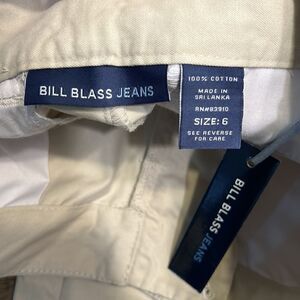 BILL BLASS JEANS
100% COTTON
MADE IN
SRI LANKA
RN#83910
SIZE: 6
SEE REVERSE
FOR CARE
BILL BLASS JEANS